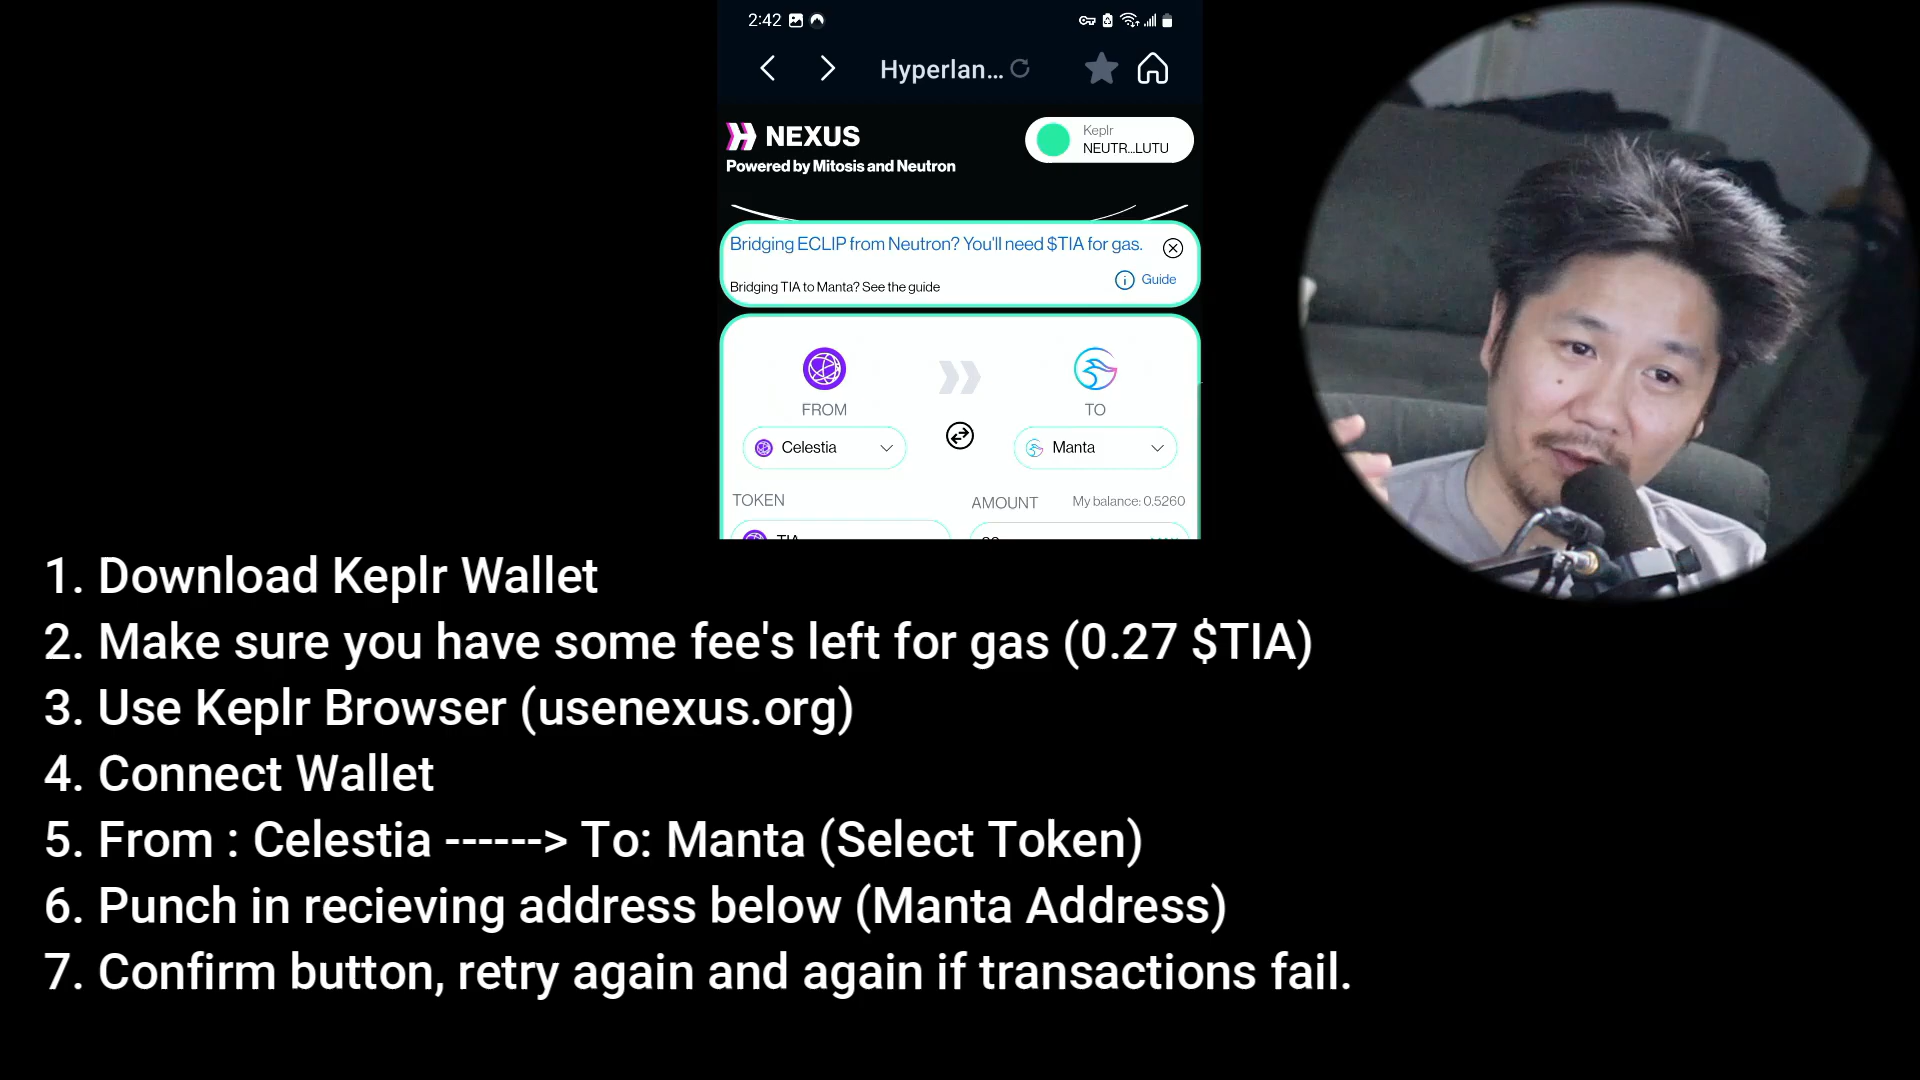 2:42
Hyperlan...
NEXUS
Powered by Mitosis and Neutron
Keplr
NEUTR...LUTU
Bridging ECLIP from Neutron? You'll need $TIA for gas.
Bridging TIA to Manta? See the guide
Guide
FROM
TO
Celestia
Manta
TOKEN
AMOUNT
My balance: 0.5260
TIA
1. Download Keplr Wallet
2. Make sure you have some fee's left for gas (0.27 $TIA)
3. Use Keplr Browser (usenexus.org)
4. Connect Wallet
5. From : Celestia ------> To: Manta (Select Token)
6. Punch in recieving address below (Manta Address)
7. Confirm button, retry again and again if transactions fail.